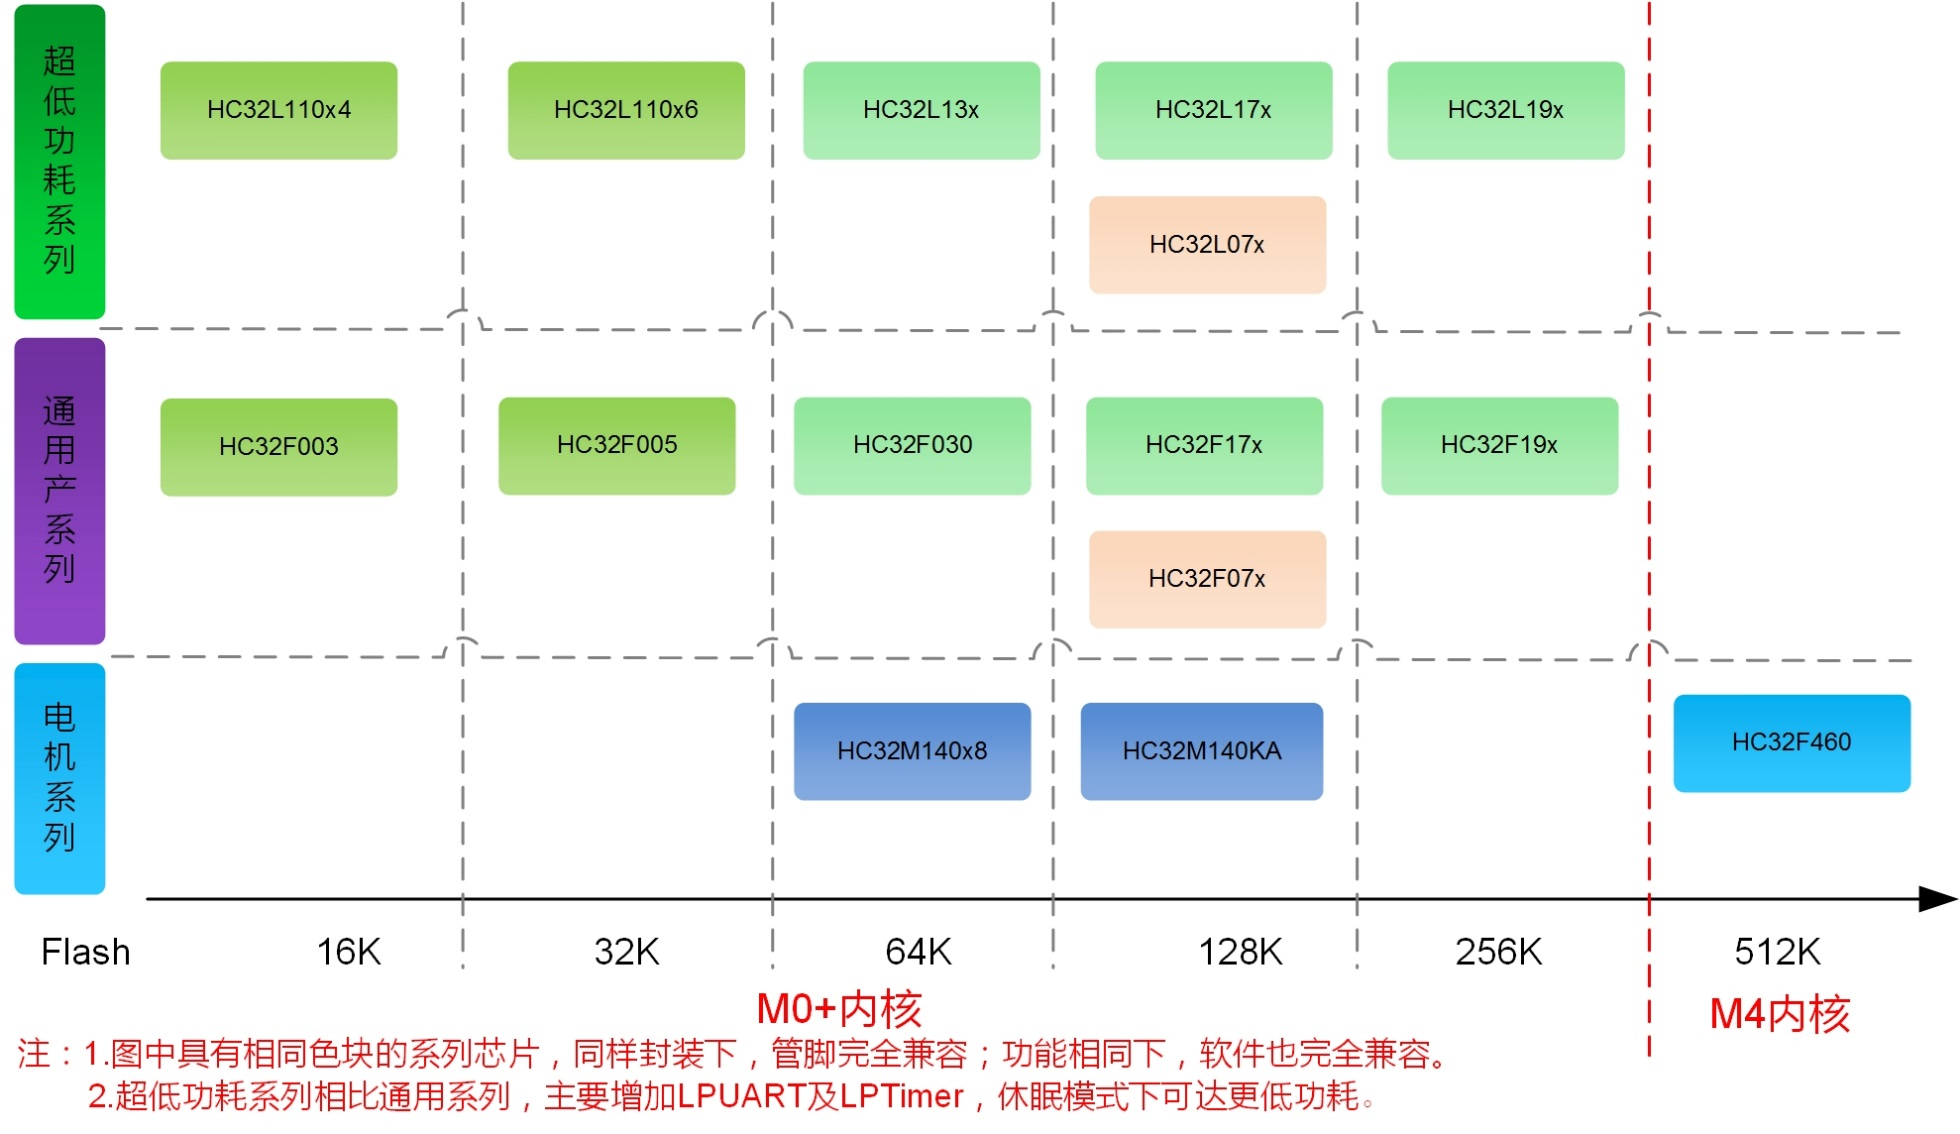 超低功耗系列
HC32L110x4
HC32L110x6
HC32L13x
HC32L17x
HC32L19x
HC32L07x
通用产系列
HC32F003
HC32F005
HC32F030
HC32F17x
HC32F19x
HC32F07x
电机系列
HC32M140x8
HC32M140KA
HC32F460
Flash 16K 32K 64K 128K 256K 512K
M0+内核
M4内核
注：1.图中具有相同色块的系列芯片，同样封装下，管脚完全兼容；功能相同下，软件也完全兼容。
2.超低功耗系列相比通用系列，主要增加LPUART及LPTimer，休眠模式下可达更低功耗。